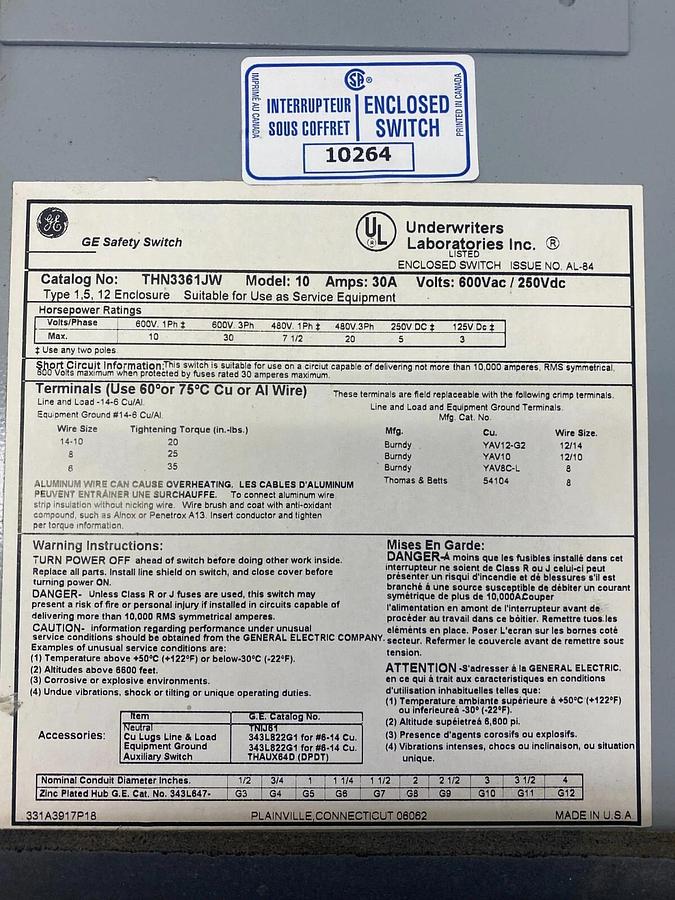 IMPRIMÉ AU CANADA
CSA ®
INTERRUPTEUR SOUS COFFRET
ENCLOSED SWITCH
PRINTED IN CANADA
10264
GE
GE Safety Switch
UL ®
Underwriters
Laboratories Inc. ®
LISTED
ENCLOSED SWITCH ISSUE NO. AL-84
Catalog No: THN3361JW Model: 10 Amps: 30A Volts: 600Vac / 250Vdc
Type 1,5, 12 Enclosure Suitable for Use as Service Equipment
Horsepower Ratings
Volts/Phase 600V. 1Ph ‡ 600V. 3Ph 480V. 1Ph ‡ 480V.3Ph 250V DC ‡ 125V Dc ‡
Max. 10 30 7 1/2 20 5 3
‡ Use any two poles
Short Circuit Information:This switch is suitable for use on a circiut capable of delivering not more than 10,000 amperes, RMS symmetrical,
600 Volts maximum when protected by fuses rated 30 amperes maximum.
Terminals (Use 60°or 75°C Cu or Al Wire)
Line and Load -14-6 Cu/Al.
Equipment Ground #14-6 Cu/Al.
Wire Size Tightening Torque (in.-lbs.)
14-10 20
8 25
6 35
ALUMINUM WIRE CAN CAUSE OVERHEATING. LES CABLES D'ALUMINUM
PEUVENT ENTRAÎNER UNE SURCHAUFFE. To connect aluminum wire
strip insulation without nicking wire. Wire brush and coat with anti-oxidant
compound, such as Alnox or Penetrox A13. Insert conductor and tighten
per torque information.
These terminals are field replaceable with the following crimp terminals.
Line and Load and Equipment Ground Terminals.
Mfg. Cat. No.
Mfg. Cu. Wire Size.
Burndy YAV12-G2 12/14
Burndy YAV10 12/10
Burndy YAV8C-L 8
Thomas & Betts 54104 8
Warning Instructions:
TURN POWER OFF ahead of switch before doing other work inside.
Replace all parts. Install line shield on switch, and close cover before
turning power ON.
DANGER- Unless Class R or J fuses are used, this switch may
present a risk of fire or personal injury if installed in circuits capable of
delivering more than 10,000 RMS symmetrical amperes.
CAUTION- information regarding performance under unusual
service conditions should be obtained from the GENERAL ELECTRIC COMPANY.
Examples of unusual service conditions are:
(1) Temperature above +50°C (+122°F) or below-30°C (-22°F).
(2) Altitudes above 6600 feet.
(3) Corrosive or explosive environments.
(4) Undue vibrations, shock or tilting or unique operating duties.
Mises En Garde:
DANGER-A moins que les fusibles installé dans cet
interrupteur ne soient de Class R ou J celui-ci peut
présenter un risqui d'incendie et dé blessures s'il est
branché à une source susceptible de débiter un courant
symétrique de plus de 10,000ACouper
l'alimentation en amont de l'interrupteur avant de
procéder au travail dans ce bôitier. Remettre tuos.les
eléments en place. Poser L'ecran sur les bornes coté
secteur. Refermer le couvercle avant de remettre sous
tension.
ATTENTION -S'adresser à la GENERAL ELECTRIC.
en ce qui à trait aux caractéristiques en conditions
d'utilisation inhabituelles telles que:
(1) Température ambiante supérieure á +50°C (+122°F)
ou inferieureá -30° (-22°F).
(2) Altitude supéietreá 6,600 pi.
(3) Presence d'agents corosifs ou explosifs.
(4) Vibrations intenses, chocs ou inclinaison, ou situation
unique.
Accessories:
Item G.E. Catalog No.
Neutral TNIJ61
Cu Lugs Line & Load 343L822G1 for #6-14 Cu.
Equipment Ground 343L822G1 for #6-14 Cu.
Auxiliary Switch THAUX64D (DPDT)
Nominal Conduit Diameter Inches. 1/2 3/4 1 1 1/4 1 1/2 2 2 1/2 3 3 1/2 4
Zinc Plated Hub G.E. Cat. No. 343L647- G3 G4 G5 G6 G7 G8 G9 G10 G11 G12
331A3917P18 PLAINVILLE,CONNECTICUT 06062 MADE IN U.S.A.